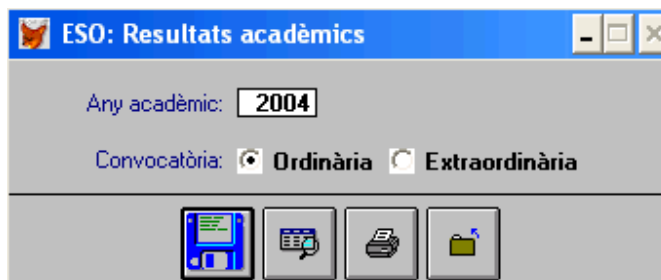 ESO: Resultats acadèmics
Any acadèmic: 2004
Convocatòria: Ordinària Extraordinària